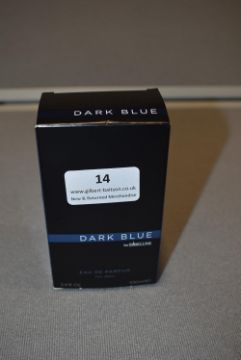 DARK BLUE
14
www.gilbert-baitson.co.uk
New & Returned Merchandise
DARK BLUE
EAU DE PARFUM